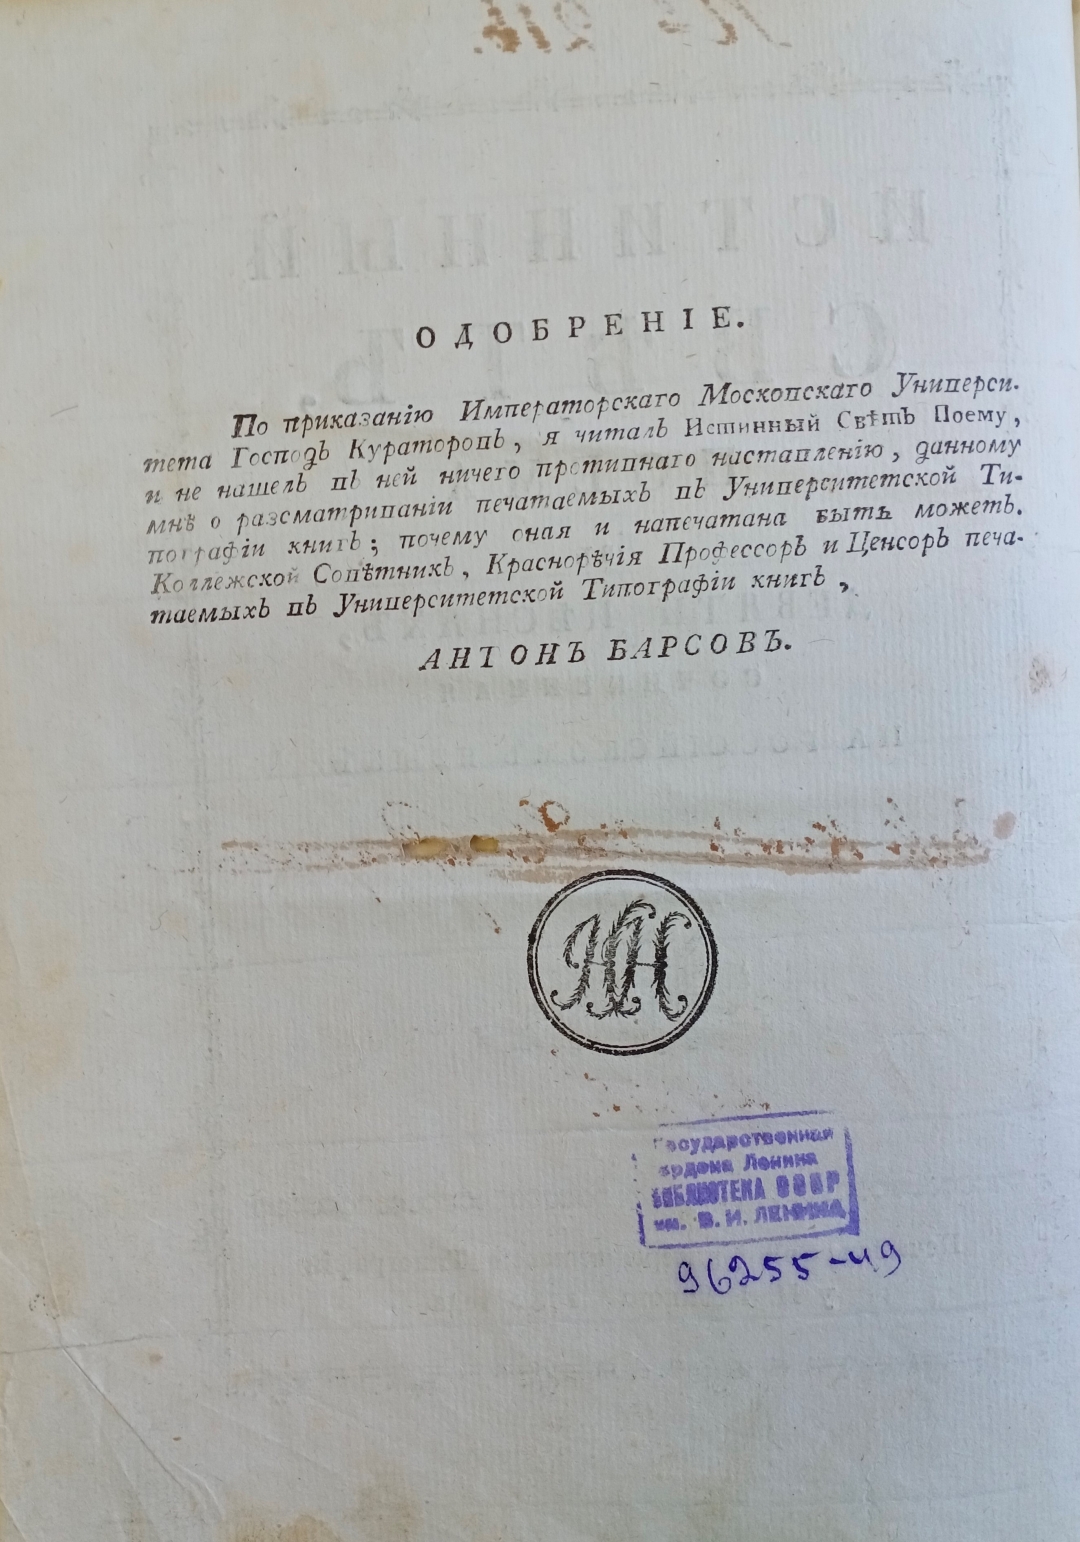 ОДОБРЕНІЕ.
По приказанію Императорскаго Московскаго Универси-
тета Господъ Кураторовъ, я читалъ Истинный Свѣтъ Поему,
и не нашелъ въ ней ничего противнаго наставленію, данному
мнѣ о разсматриваніи печатаемыхъ въ Университетской Ти-
пографіи книгъ; почему оная и напечатана быть можетъ.
Коллежской Совѣтникъ, Краснорѣчія Профессоръ и Ценсоръ печа-
таемыхъ въ Университетской Типографіи книгъ,
АНТОНЪ БАРСОВЪ.
Государственная
ордена Ленина
БИБЛИОТЕКА СССР
им. В. И. ЛЕНИНА
96255-49